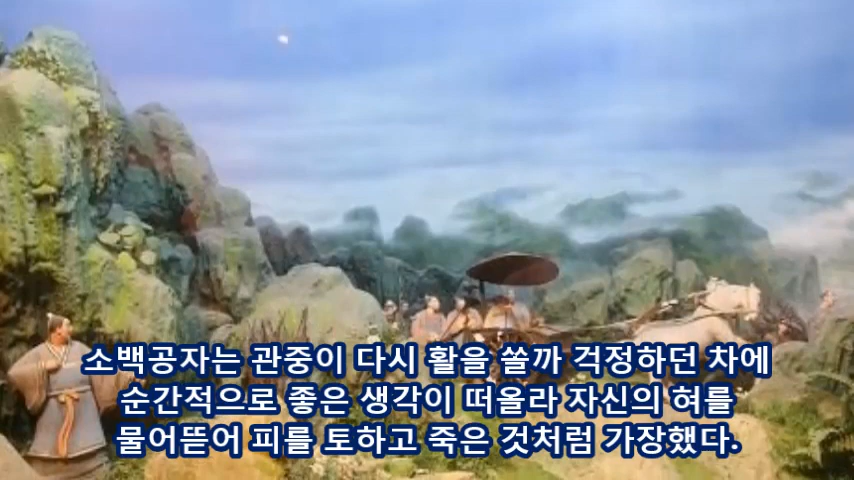 소백공자는 관중이 다시 활을 쏠까 걱정하던 차에
순간적으로 좋은 생각이 떠올라 자신의 혀를
물어뜯어 피를 토하고 죽은 것처럼 가장했다.